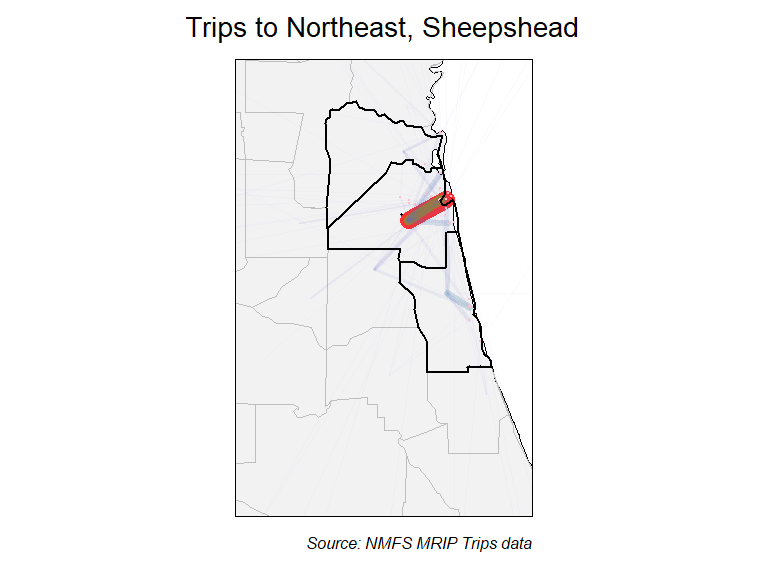 Trips to Northeast, Sheepshead
Source: NMFS MRIP Trips data